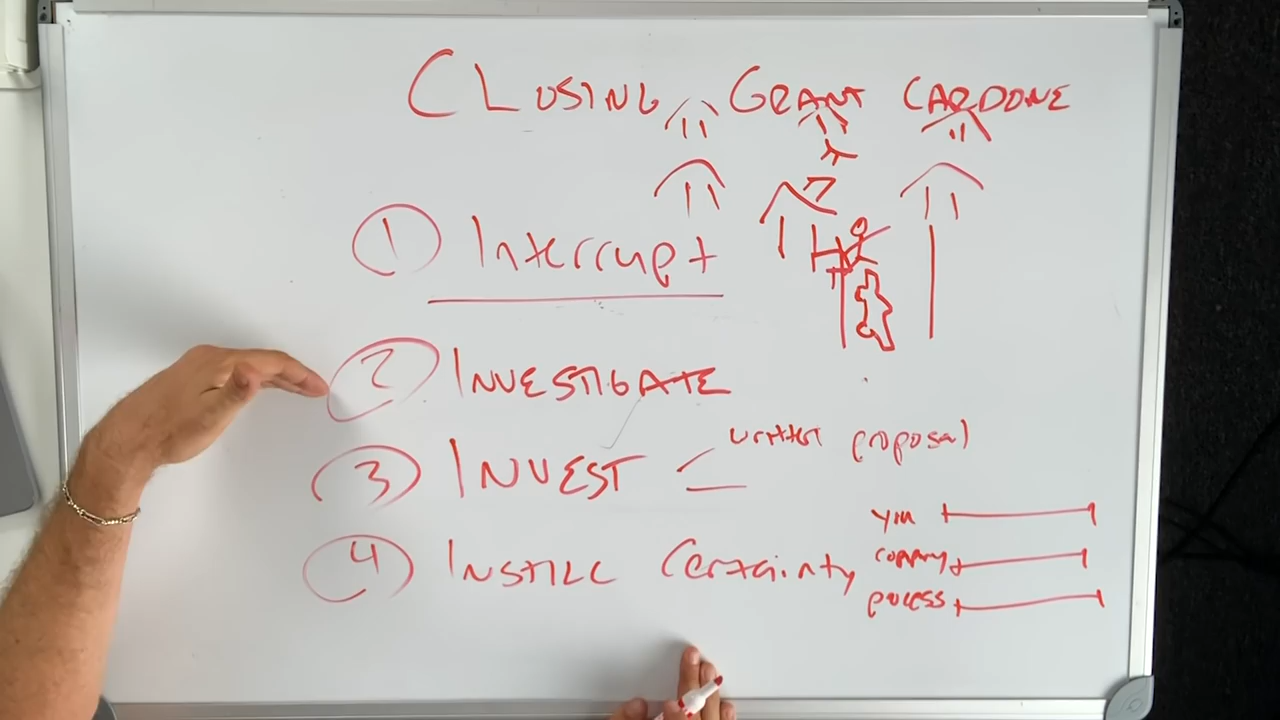 CLOSING GRANT CARDONE
1 Interrupt
2 INVESTIGATE
3 INVEST
written proposal
4 INSTILL Certainty
you
company
process